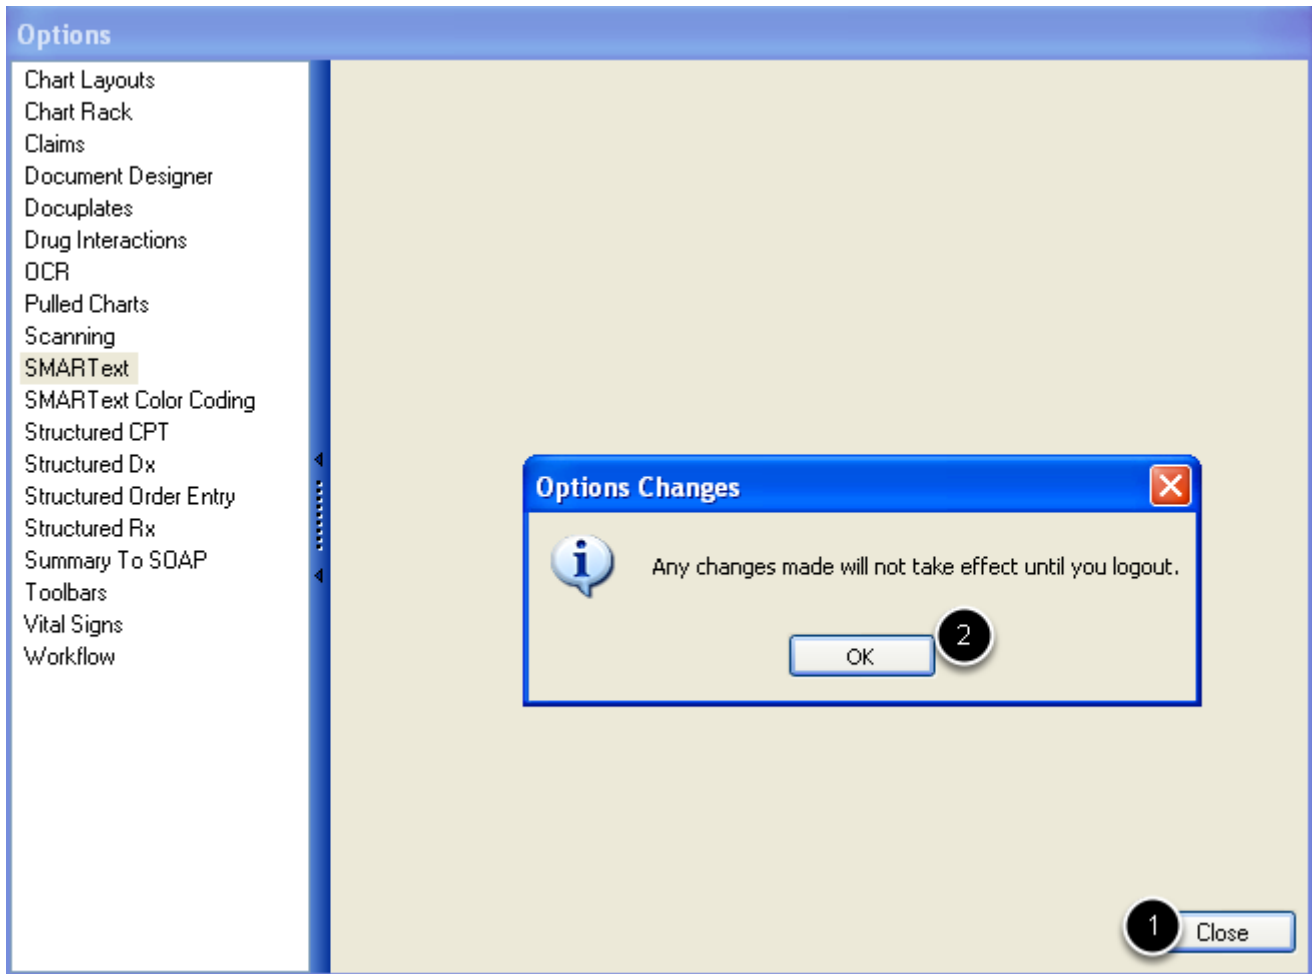 Options
Chart Layouts
Chart Rack
Claims
Document Designer
Docuplates
Drug Interactions
OCR
Pulled Charts
Scanning
SMARText
SMARText Color Coding
Structured CPT
Structured Dx
Structured Order Entry
Structured Rx
Summary To SOAP
Toolbars
Vital Signs
Workflow
Options Changes
Any changes made will not take effect until you logout.
OK
2
1
Close